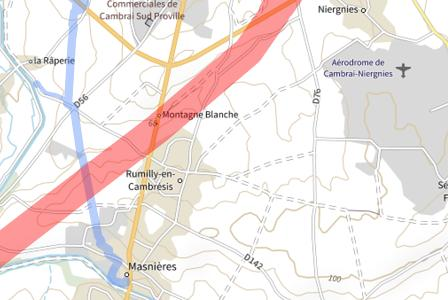 Commerciales de
Cambrai Sud Proville
Niergnies
la Râperie
Aérodrome de
Cambrai-Niergnies
D56
D76
Montagne Blanche
Rumilly-en-
Cambrésis
Masnières
D142
100